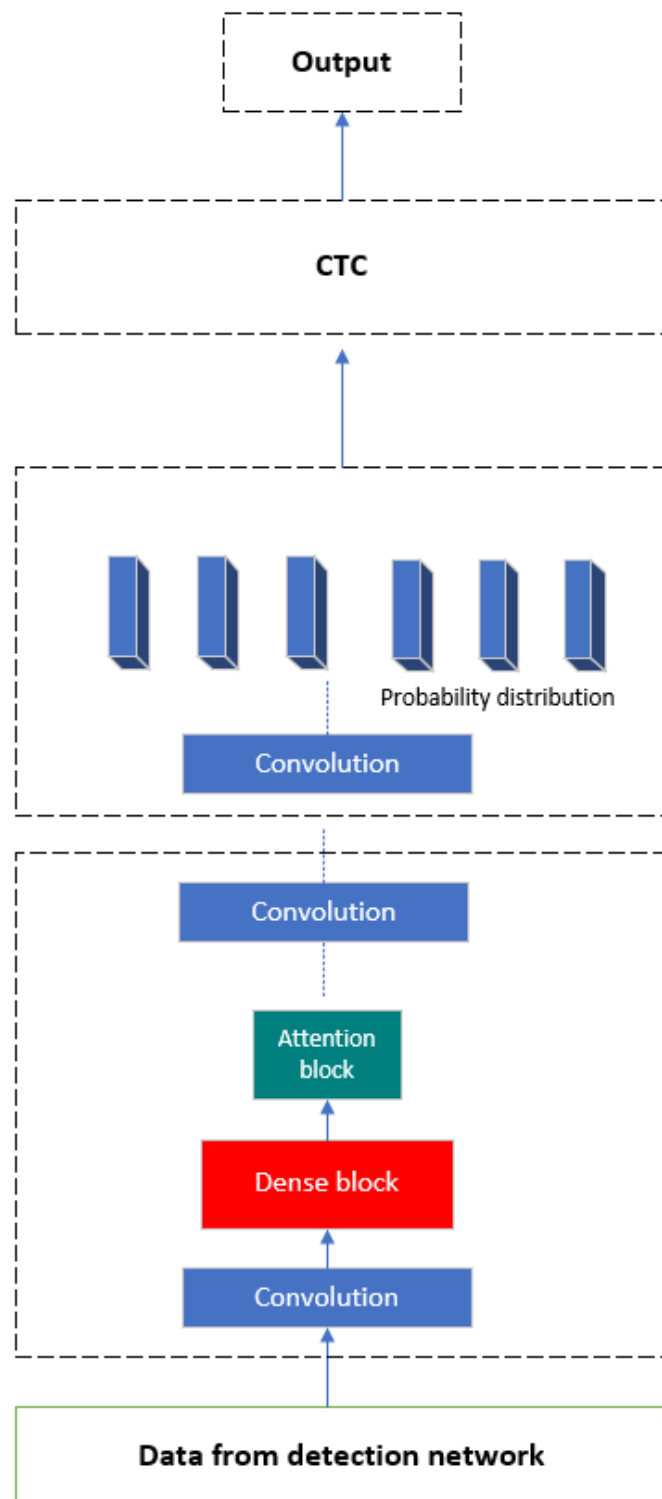 Output
CTC
Probability distribution
Convolution
Convolution
Attention
block
Dense block
Convolution
Data from detection network